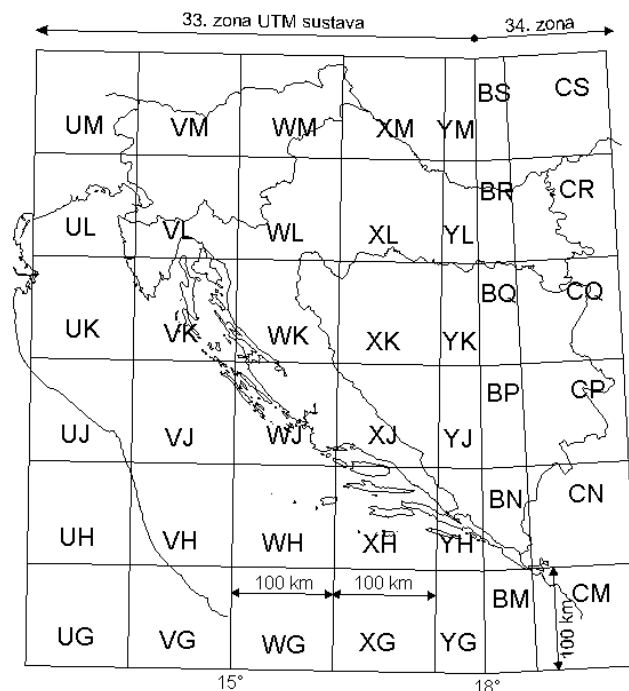 33. zona UTM sustava 34. zona
UM VM WM XM YM BS CS
UL VL WL XL YL BR CR
UK VK WK XK YK BQ CQ
UJ VJ WJ XJ YJ BP CP
UH VH WH XH YH BN CN
100 km 100 km
UG VG WG XG YG BM CM
100 km
15° 18°